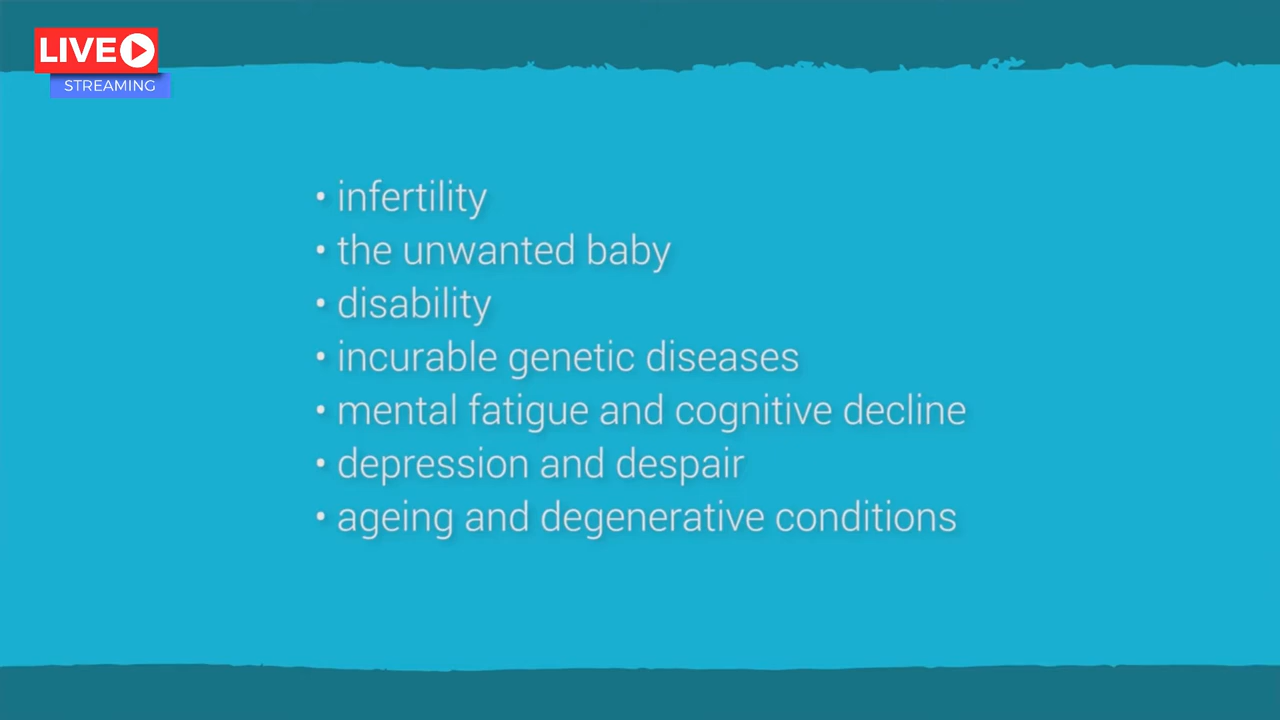 LIVE
STREAMING
• infertility
• the unwanted baby
• disability
• incurable genetic diseases
• mental fatigue and cognitive decline
• depression and despair
• ageing and degenerative conditions